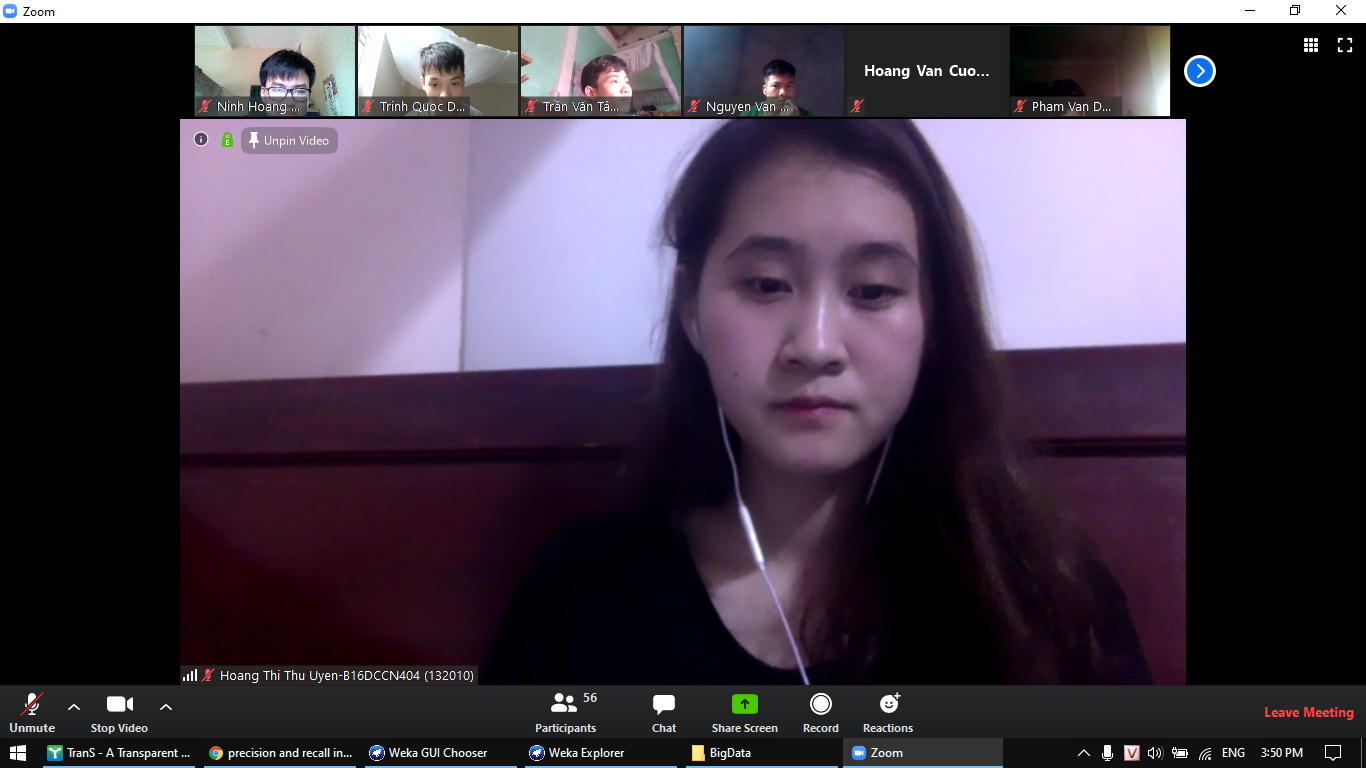 Zoom
Ninh Hoang ...
Trinh Quoc D...
Trần Văn Tâ...
Nguyen Van ...
Hoang Van Cuo...
Pham Van D...
E
Unpin Video
Hoang Thi Thu Uyen-B16DCCN404 (132010)
Unmute
Stop Video
56
Participants
Chat
Share Screen
Record
Reactions
Leave Meeting
TranS - A Transparent ...
precision and recall in...
Weka GUI Chooser
Weka Explorer
BigData
Zoom
V
ENG
3:50 PM